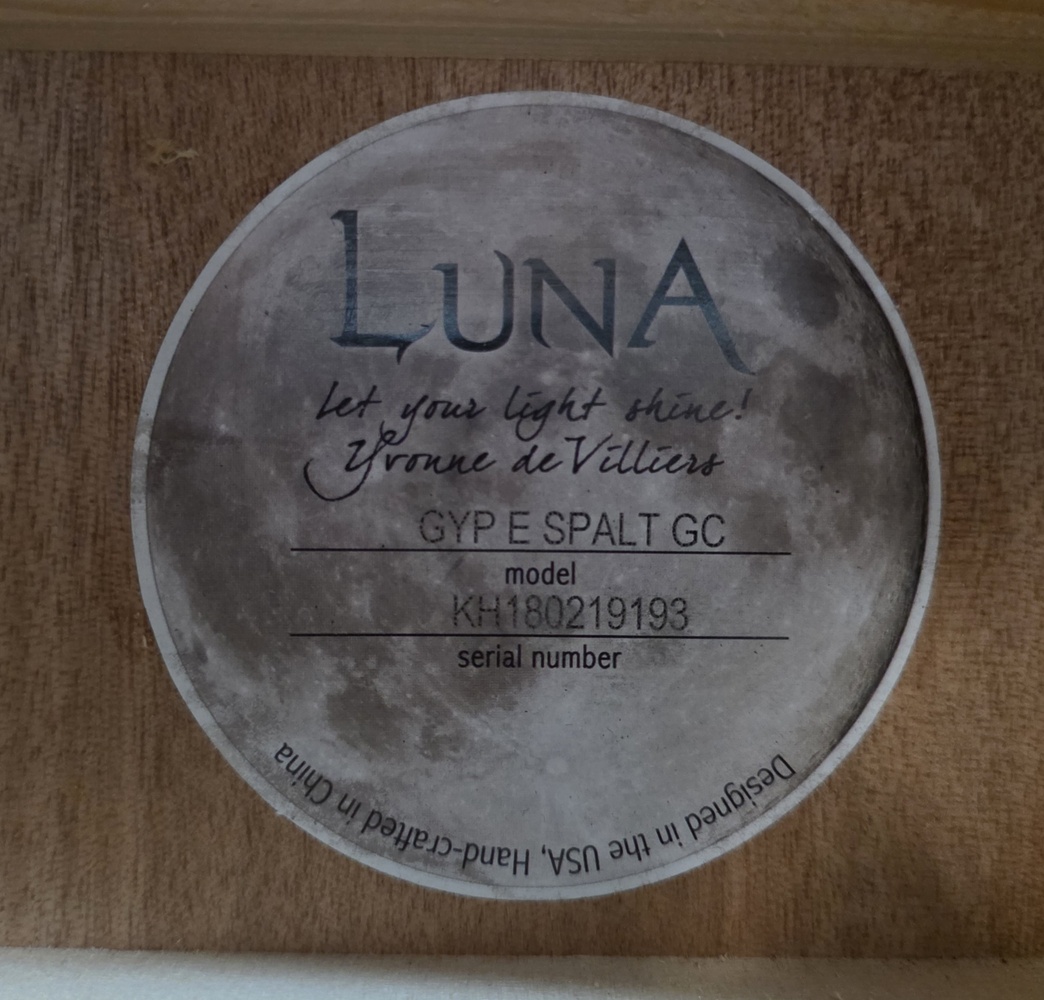 LUNA
let your light shine!
Yvonne de Villiers
GYP E SPALT GC
model
KH180219193
serial number
Designed in the USA, Hand-crafted in China